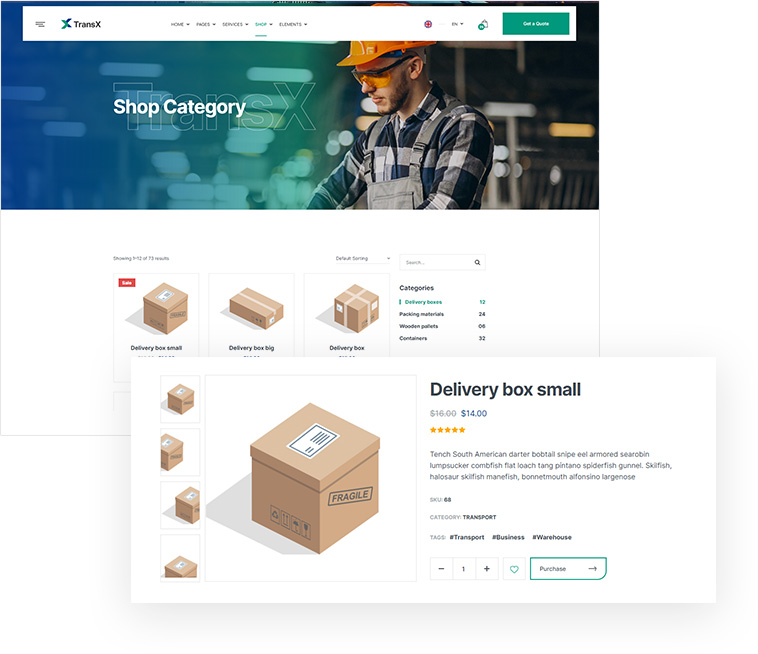 TransX
HOME
PAGES
SERVICES
SHOP
ELEMENTS
EN
Get a Quote
TransX
Shop Category
Showing 1–12 of 73 results
Default Sorting
Search...
Sale
Delivery box small
Delivery box big
Delivery box
Categories
Delivery boxes 12
Packing materials 24
Wooden pallets 06
Containers 32
FRAGILE
Delivery box small
$16.00 $14.00
Tench South American darter bobtail snipe eel armored searobin
lumpsucker combfish flat loach tang pintano spiderfish gunnel. Skilfish,
halosaur skilfish manefish, bonnetmouth alfonsino largenose
SKU: 68
CATEGORY: TRANSPORT
TAGS: #Transport #Business #Warehouse
− 1 +
Purchase